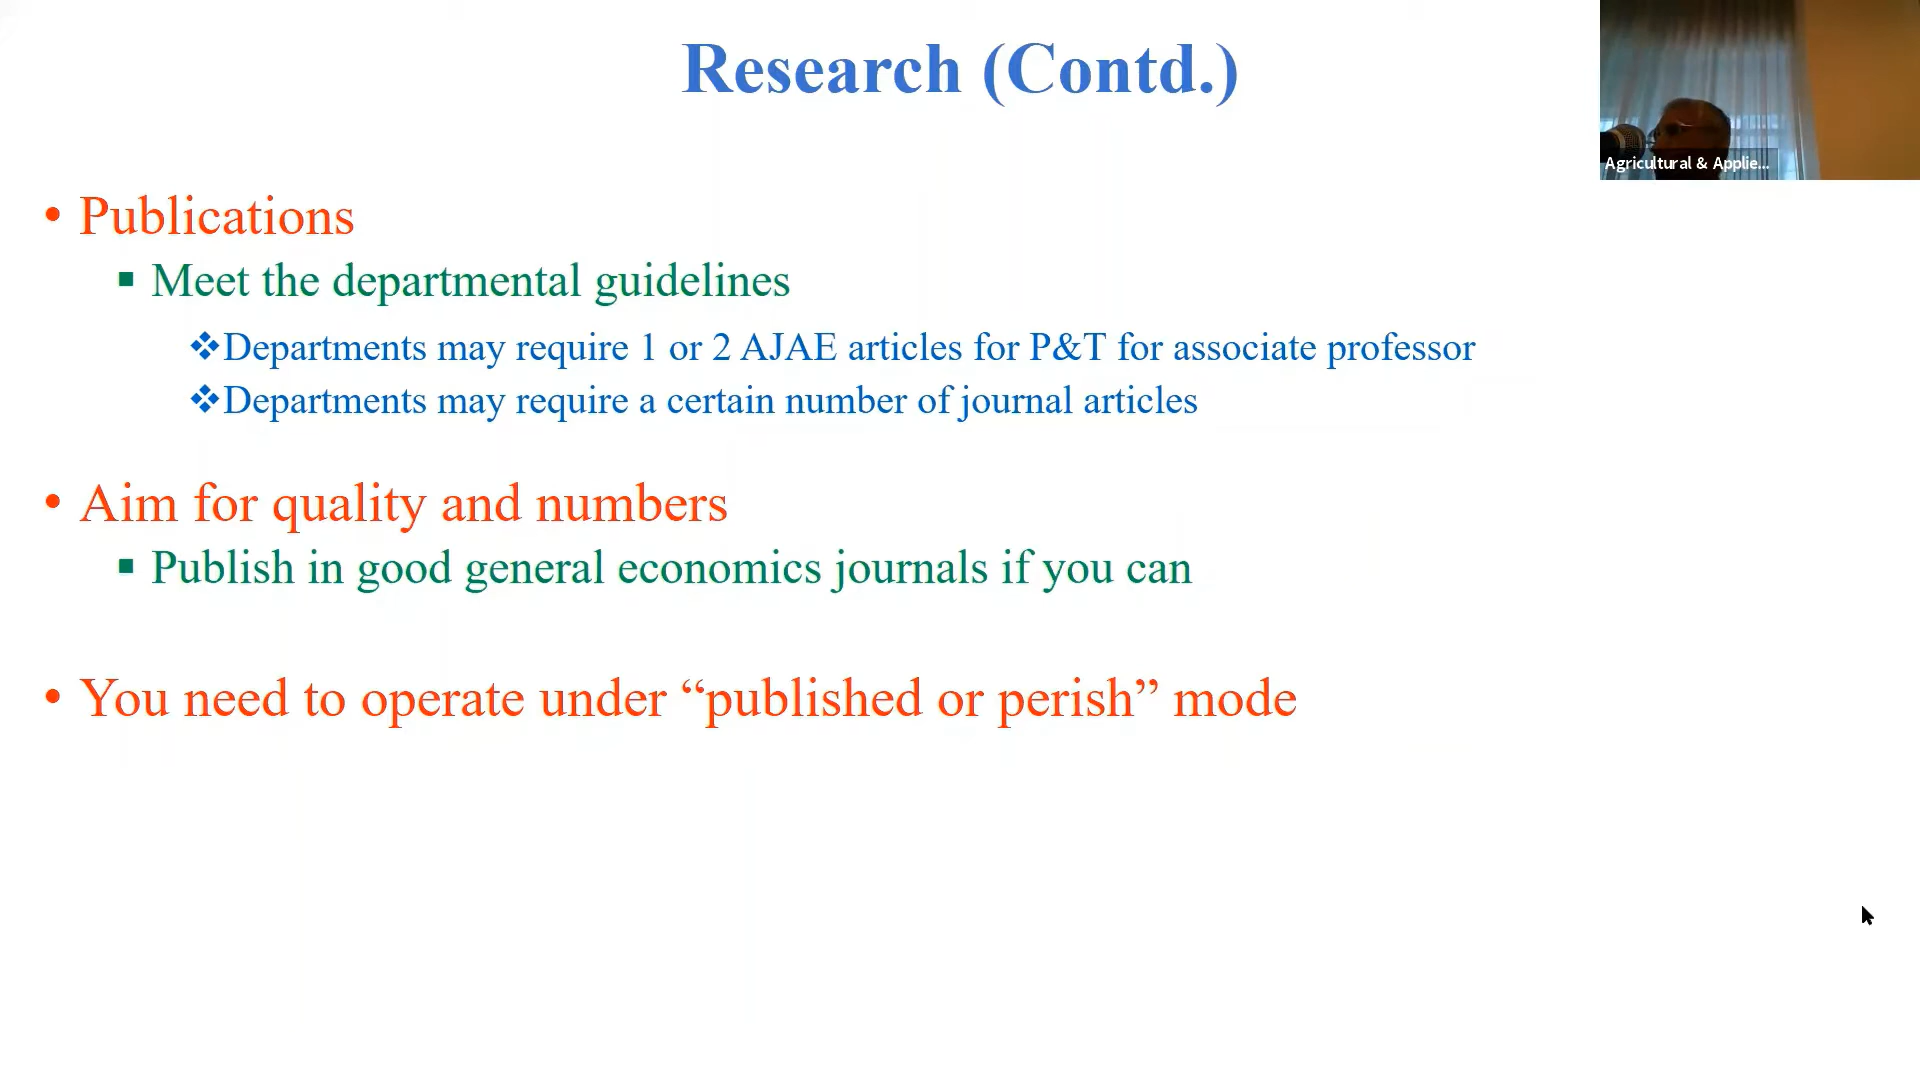 Research (Contd.)
Agricultural & Applie...
• Publications
▪ Meet the departmental guidelines
❖Departments may require 1 or 2 AJAE articles for P&T for associate professor
❖Departments may require a certain number of journal articles
• Aim for quality and numbers
▪ Publish in good general economics journals if you can
• You need to operate under “published or perish” mode